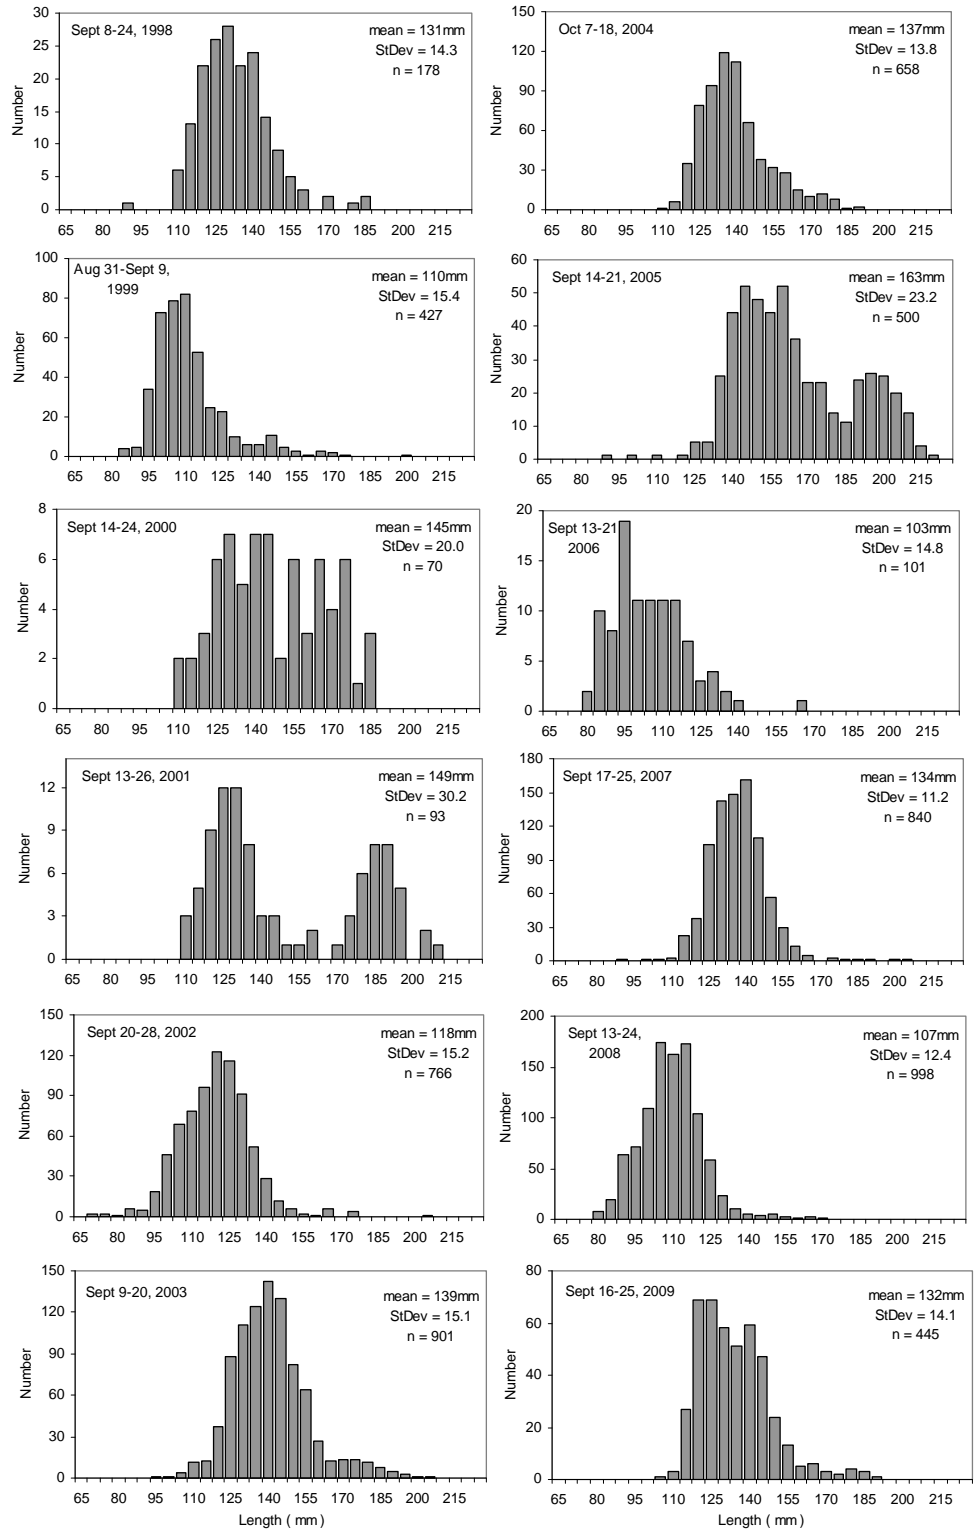 Sept 8-24, 1998
mean = 131mm
StDev = 14.3
n = 178
Number
30
25
20
15
10
5
0
65 80 95 110 125 140 155 170 185 200 215
Oct 7-18, 2004
mean = 137mm
StDev = 13.8
n = 658
Number
150
120
90
60
30
0
65 80 95 110 125 140 155 170 185 200 215
Aug 31-Sept 9,
1999
mean = 110mm
StDev = 15.4
n = 427
Number
100
80
60
40
20
0
65 80 95 110 125 140 155 170 185 200 215
Sept 14-21, 2005
mean = 163mm
StDev = 23.2
n = 500
Number
60
50
40
30
20
10
0
65 80 95 110 125 140 155 170 185 200 215
Sept 14-24, 2000
mean = 145mm
StDev = 20.0
n = 70
Number
8
6
4
2
0
65 80 95 110 125 140 155 170 185 200 215
Sept 13-21
2006
mean = 103mm
StDev = 14.8
n = 101
Number
20
15
10
5
0
65 80 95 110 125 140 155 170 185 200 215
Sept 13-26, 2001
mean = 149mm
StDev = 30.2
n = 93
Number
12
9
6
3
0
65 80 95 110 125 140 155 170 185 200 215
Sept 17-25, 2007
mean = 134mm
StDev = 11.2
n = 840
Number
180
150
120
90
60
30
0
65 80 95 110 125 140 155 170 185 200 215
Sept 20-28, 2002
mean = 118mm
StDev = 15.2
n = 766
Number
150
120
90
60
30
0
65 80 95 110 125 140 155 170 185 200 215
Sept 13-24,
2008
mean = 107mm
StDev = 12.4
n = 998
Number
200
150
100
50
0
65 80 95 110 125 140 155 170 185 200 215
Sept 9-20, 2003
mean = 139mm
StDev = 15.1
n = 901
Number
150
120
90
60
30
0
65 80 95 110 125 140 155 170 185 200 215
Length ( mm)
Sept 16-25, 2009
mean = 132mm
StDev = 14.1
n = 445
Number
80
60
40
20
0
65 80 95 110 125 140 155 170 185 200 215
Length ( mm)